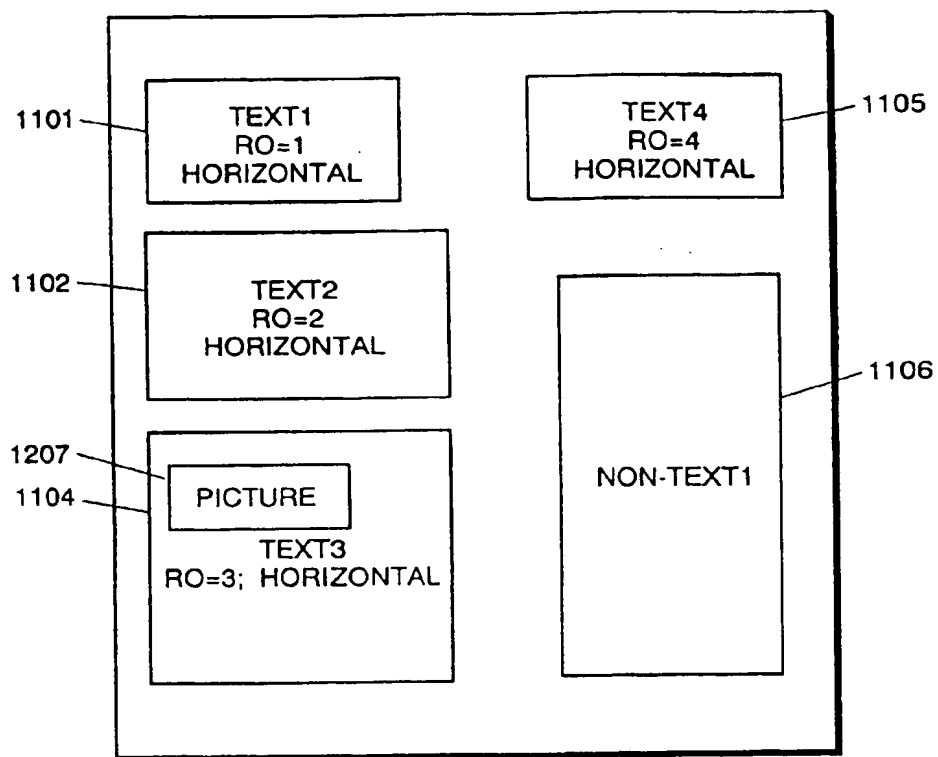 1101
TEXT1
RO=1
HORIZONTAL
1102
TEXT2
RO=2
HORIZONTAL
1207
1104
PICTURE
TEXT3
RO=3; HORIZONTAL
TEXT4
RO=4
HORIZONTAL
1105
1106
NON-TEXT1